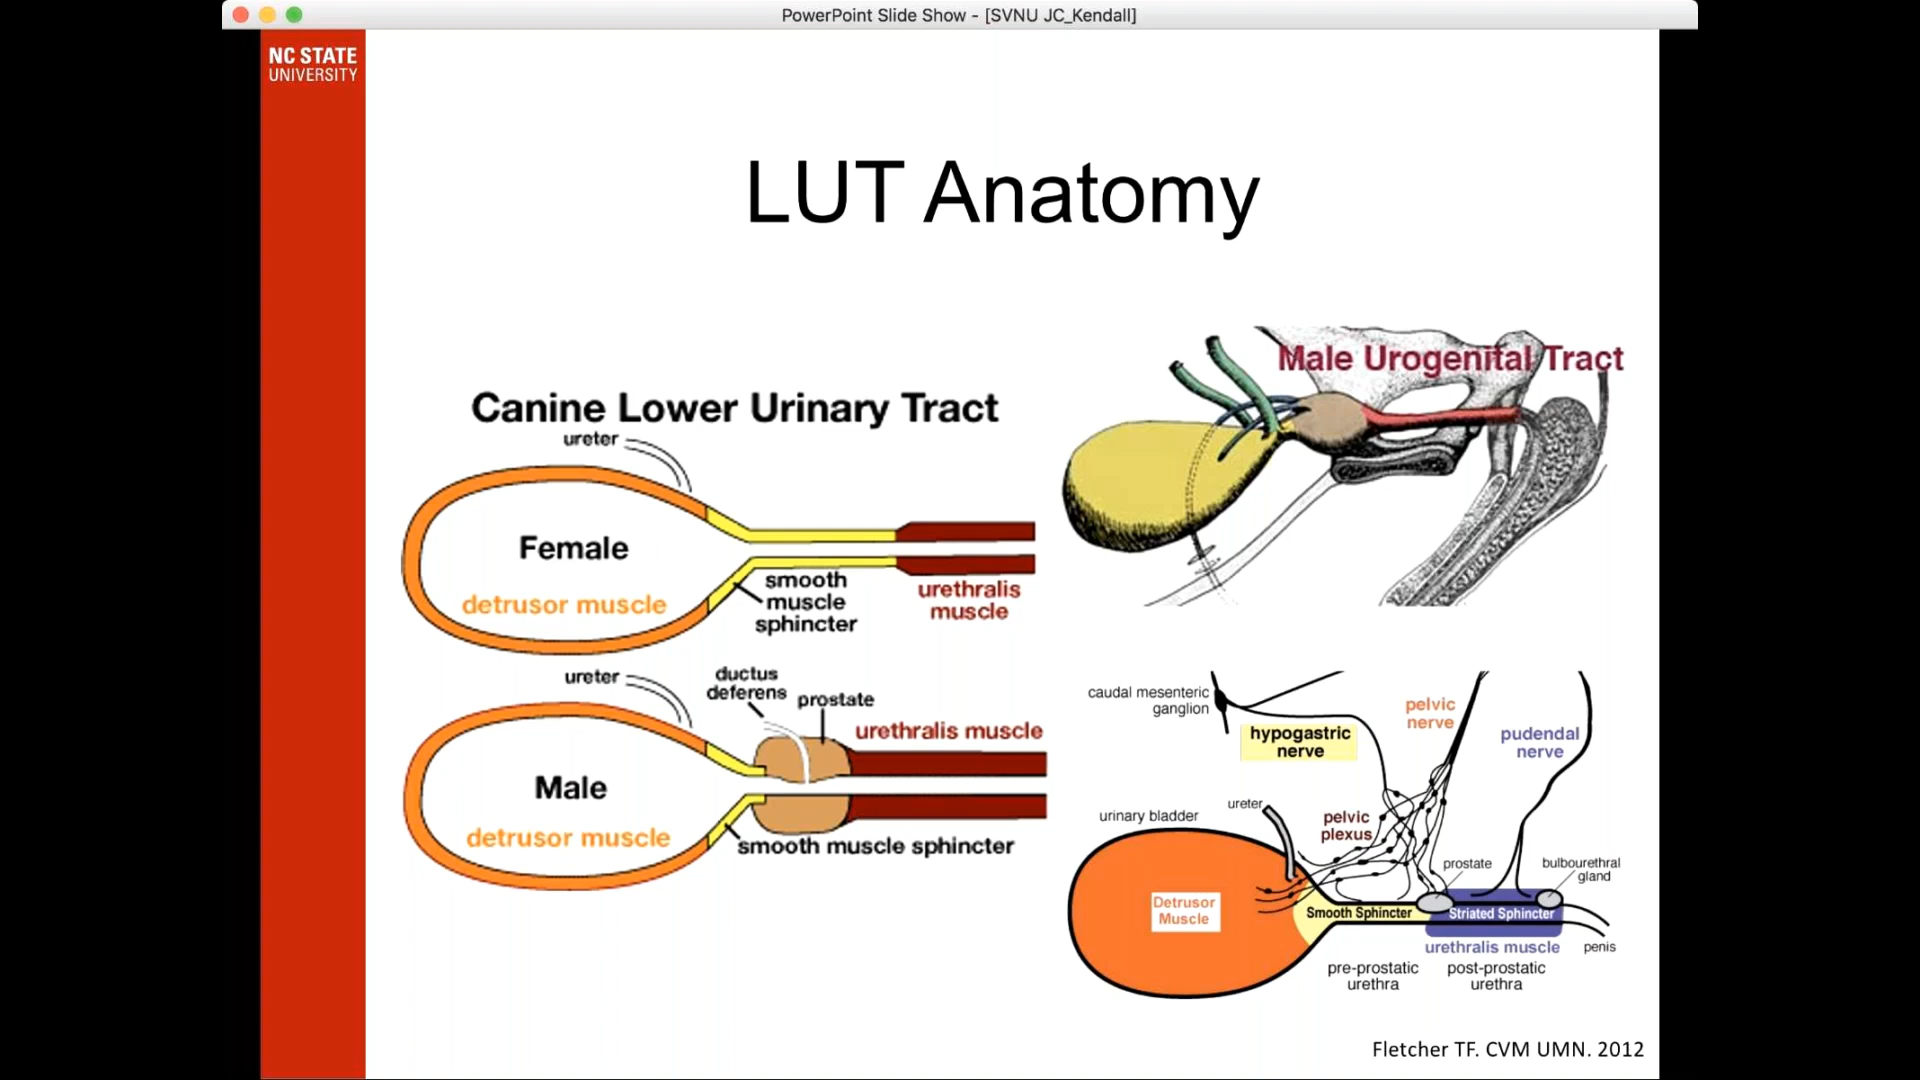 PowerPoint Slide Show - [SVNU JC_Kendall]
NC STATE
UNIVERSITY
LUT Anatomy
Canine Lower Urinary Tract
ureter
Female
detrusor muscle
smooth
muscle
sphincter
urethralis
muscle
ureter
ductus
deferens
prostate
urethralis muscle
Male
detrusor muscle
smooth muscle sphincter
Male Urogenital Tract
caudal mesenteric
ganglion
hypogastric
nerve
pelvic
nerve
pudendal
nerve
ureter
urinary bladder
pelvic
plexus
prostate
bulbourethral
gland
Detrusor
Muscle
Smooth Sphincter
Striated Sphincter
urethralis muscle
penis
pre-prostatic
urethra
post-prostatic
urethra
Fletcher TF. CVM UMN. 2012